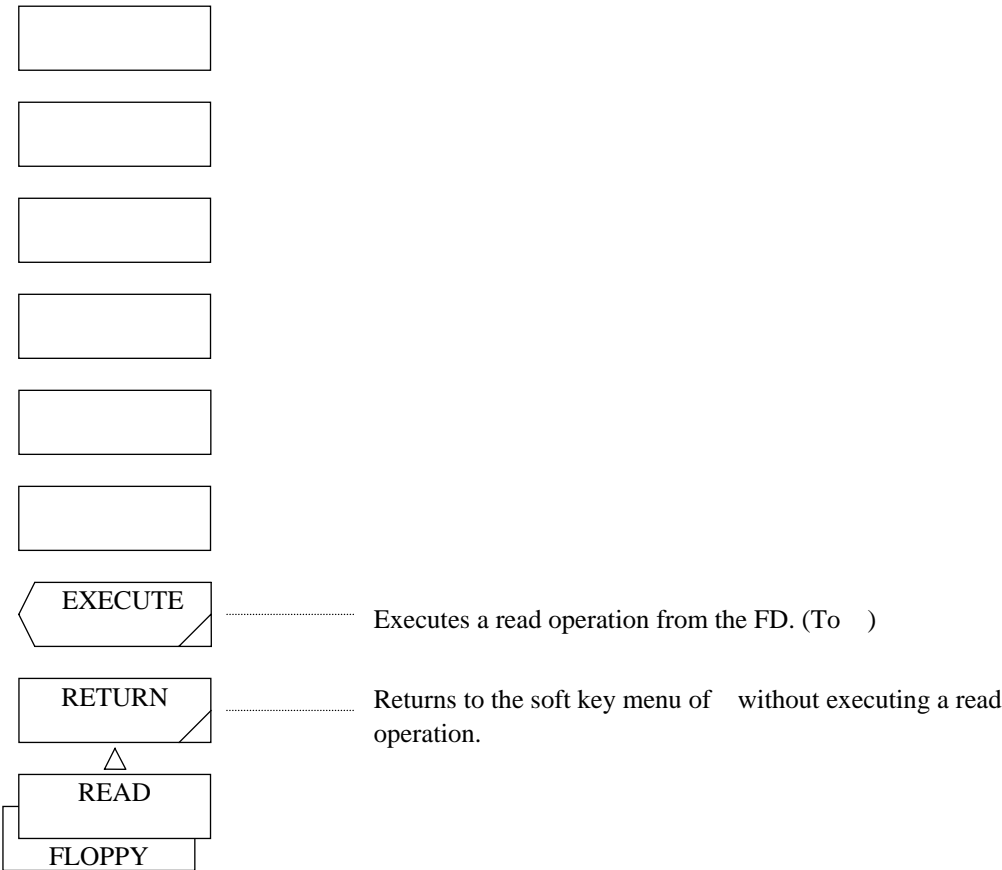 EXECUTE
Executes a read operation from the FD. (To )
RETURN
Returns to the soft key menu of without executing a read
operation.
READ
FLOPPY